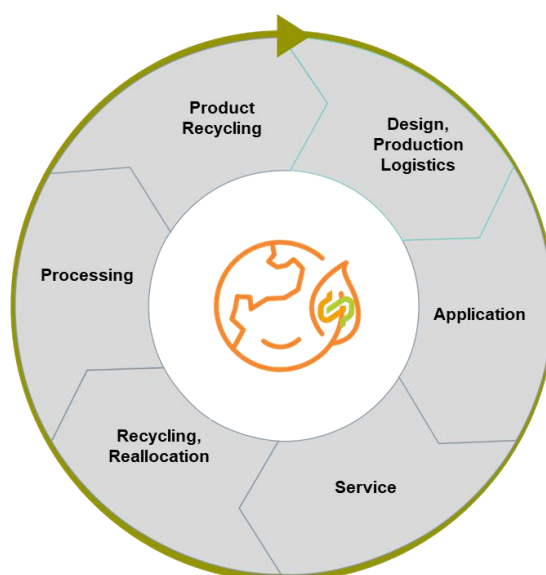 Product
Recycling
Design,
Production
Logistics
Processing
Application
Recycling,
Reallocation
Service